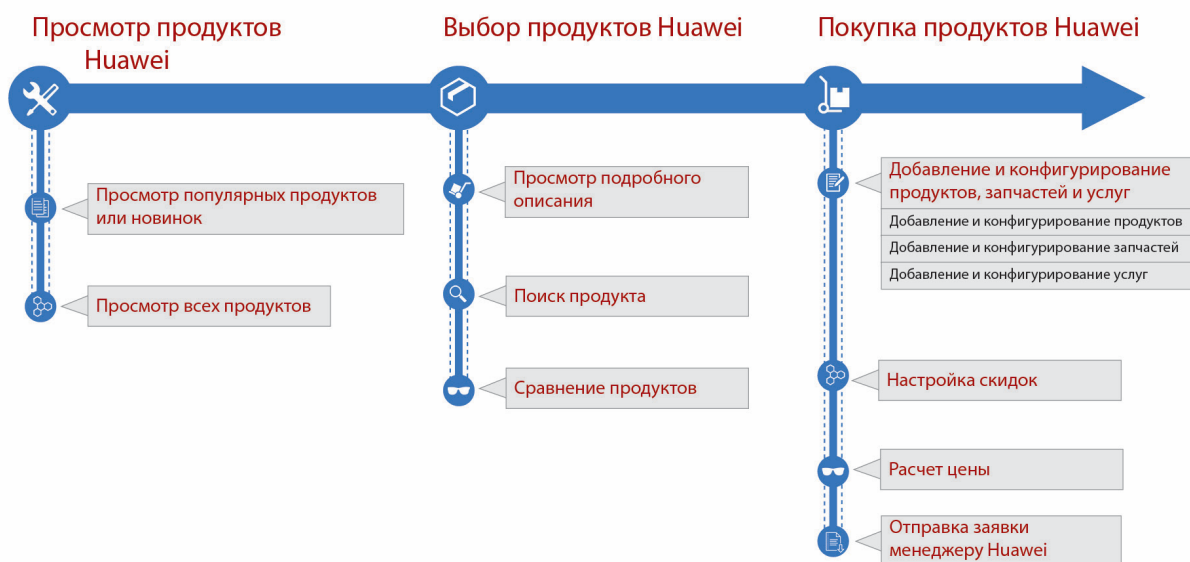 Просмотр продуктов
Huawei
Выбор продуктов Huawei
Покупка продуктов Huawei
Просмотр популярных продуктов
или новинок
Просмотр всех продуктов
Просмотр подробного
описания
Поиск продукта
Сравнение продуктов
Добавление и конфигурирование
продуктов, запчастей и услуг
Добавление и конфигурирование продуктов
Добавление и конфигурирование запчастей
Добавление и конфигурирование услуг
Настройка скидок
Расчет цены
Отправка заявки
менеджеру Huawei